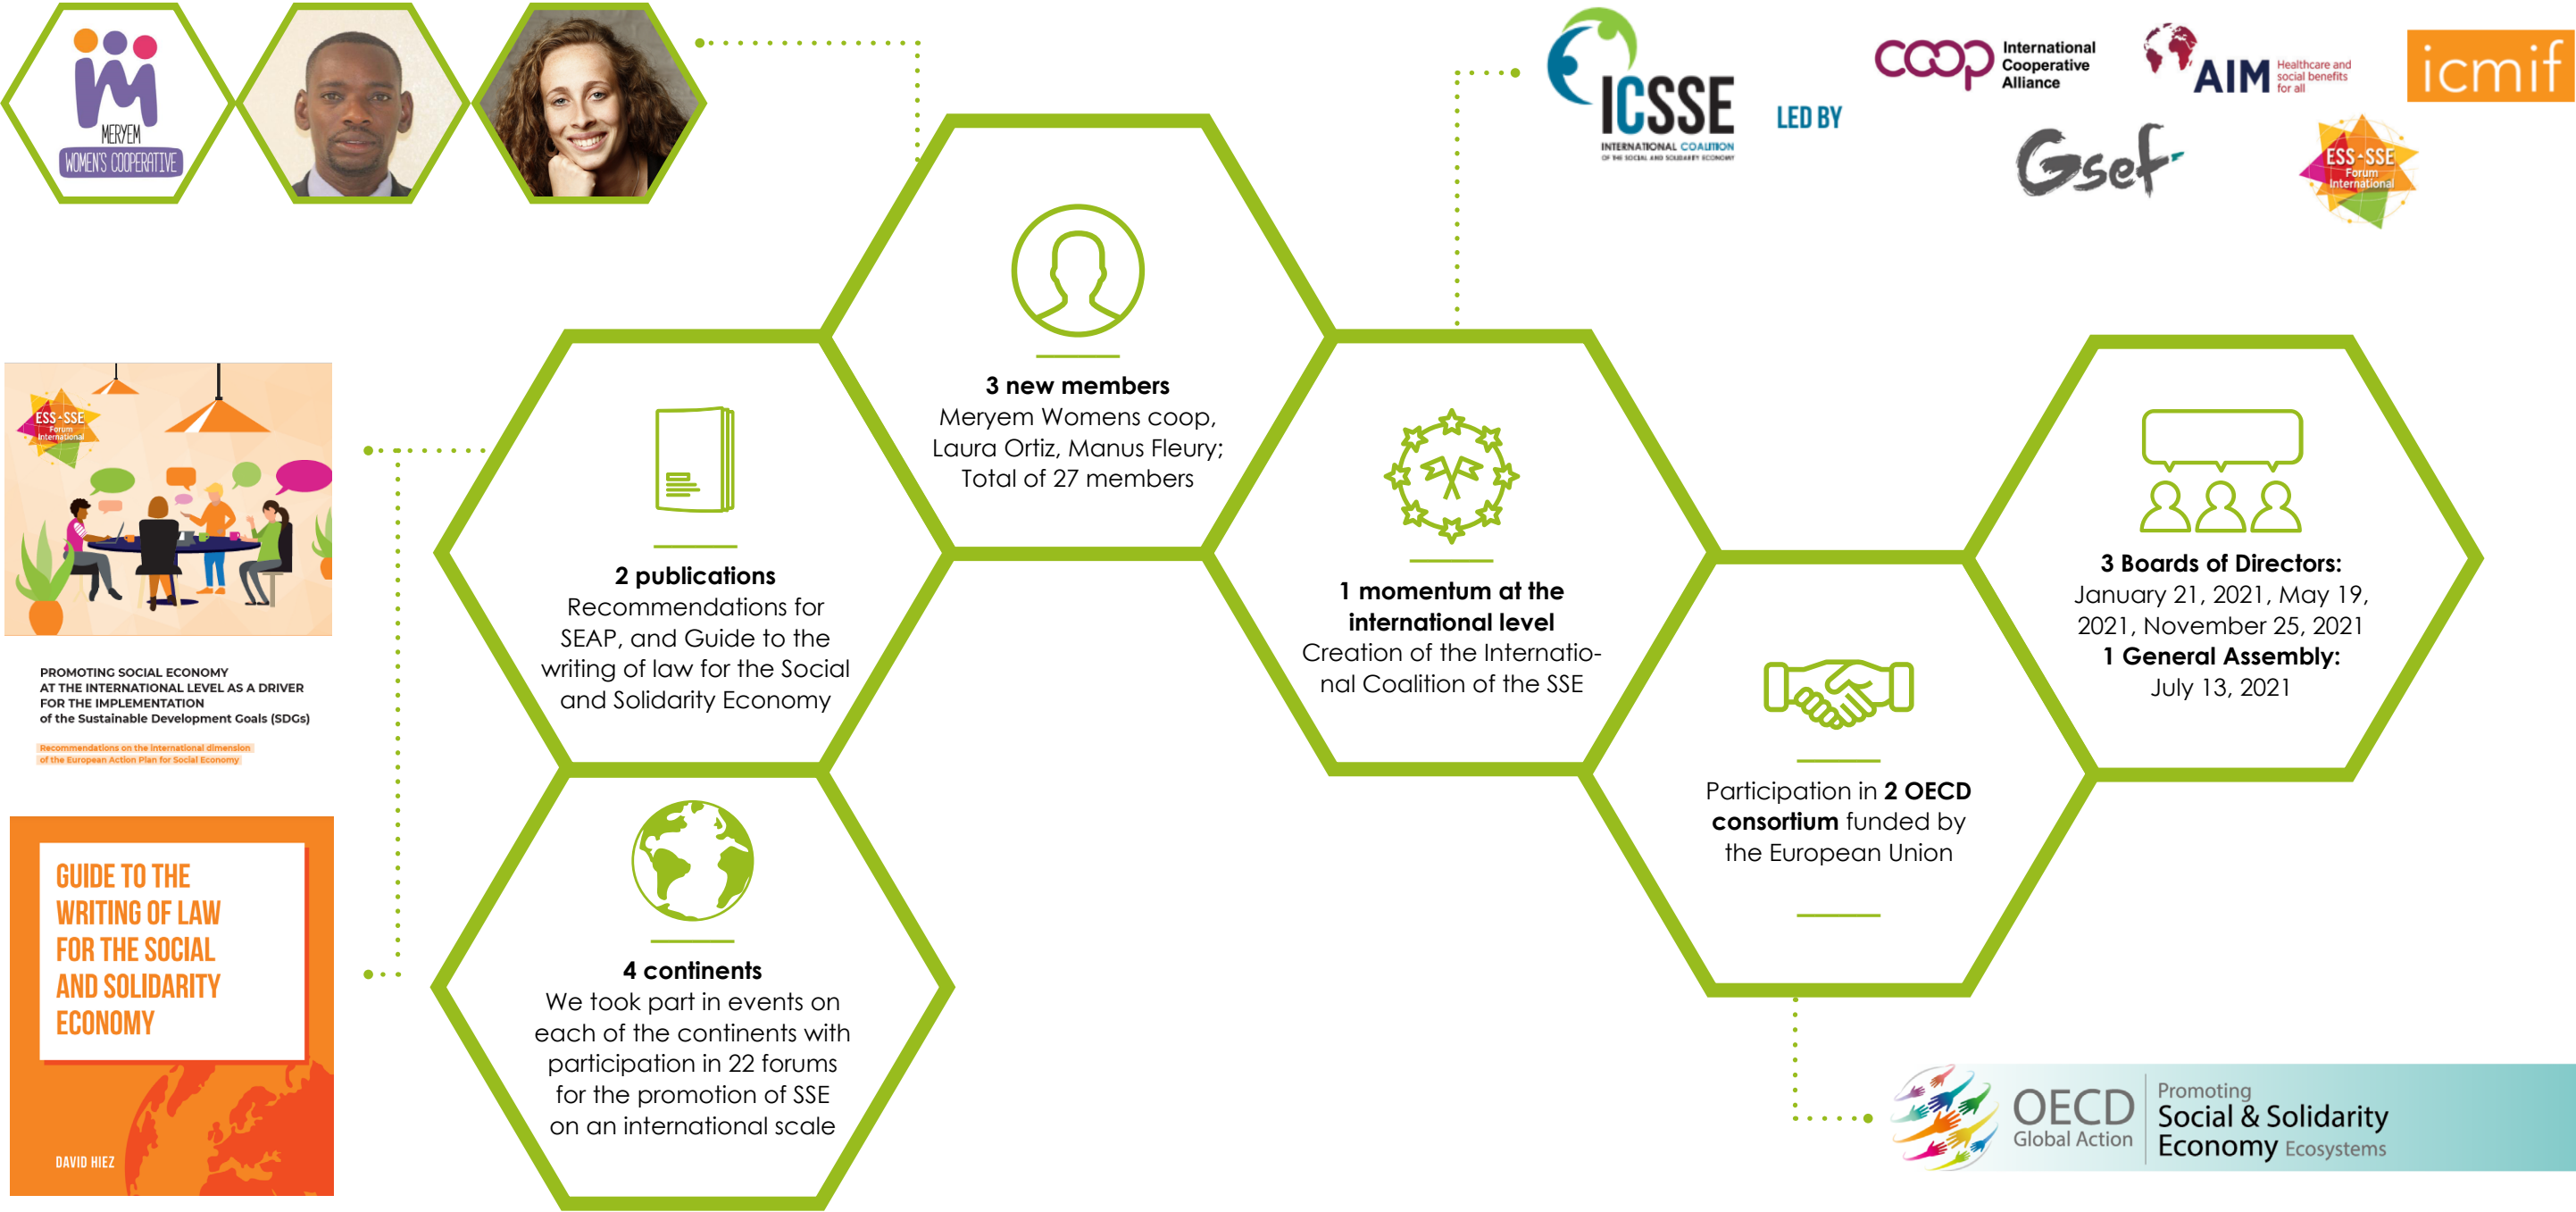 MERYEM
WOMEN'S COOPERATIVE
ICSSE
INTERNATIONAL COALITION
OF THE SOCIAL AND SOLIDARITY ECONOMY
LED BY
coop
International
Cooperative
Alliance
AIM
Healthcare and
social benefits
for all
icmif
Gsef
ESS-SSE
Forum
International
3 new members
Meryem Womens coop,
Laura Ortiz, Manus Fleury;
Total of 27 members
ESS-SSE
Forum
International
PROMOTING SOCIAL ECONOMY
AT THE INTERNATIONAL LEVEL AS A DRIVER
FOR THE IMPLEMENTATION
of the Sustainable Development Goals (SDGs)
Recommendations on the international dimension
of the European Action Plan for Social Economy
2 publications
Recommendations for
SEAP, and Guide to the
writing of law for the Social
and Solidarity Economy
1 momentum at the
international level
Creation of the Internatio-
nal Coalition of the SSE
3 Boards of Directors:
January 21, 2021, May 19,
2021, November 25, 2021
1 General Assembly:
July 13, 2021
Participation in 2 OECD
consortium funded by
the European Union
GUIDE TO THE
WRITING OF LAW
FOR THE SOCIAL
AND SOLIDARITY
ECONOMY
DAVID HIEZ
4 continents
We took part in events on
each of the continents with
participation in 22 forums
for the promotion of SSE
on an international scale
OECD
Global Action
Promoting
Social & Solidarity
Economy Ecosystems